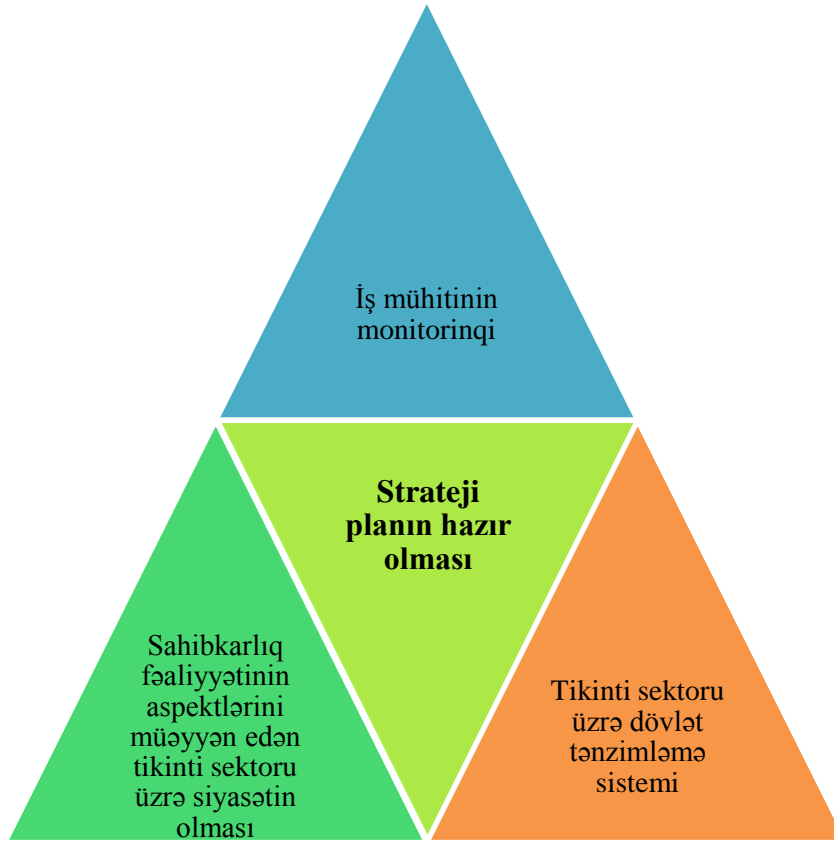 İş mühitinin
monitorinqi
Strateji
planın hazır
olması
Sahibkarlıq
fəaliyyətinin
aspektlərini
müəyyən edən
tikinti sektoru
üzrə siyasətin
olması
Tikinti sektoru
üzrə dövlət
tənzimləmə
sistemi